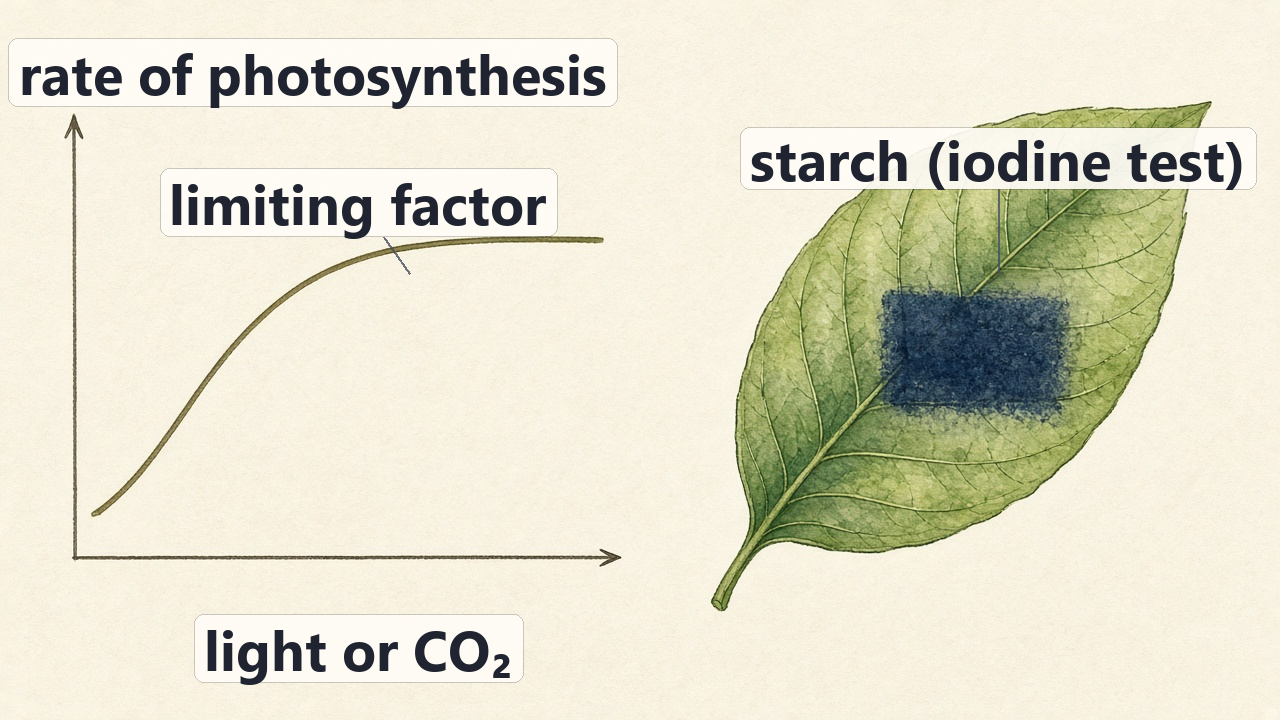 rate of photosynthesis
limiting factor
light or CO₂
starch (iodine test)